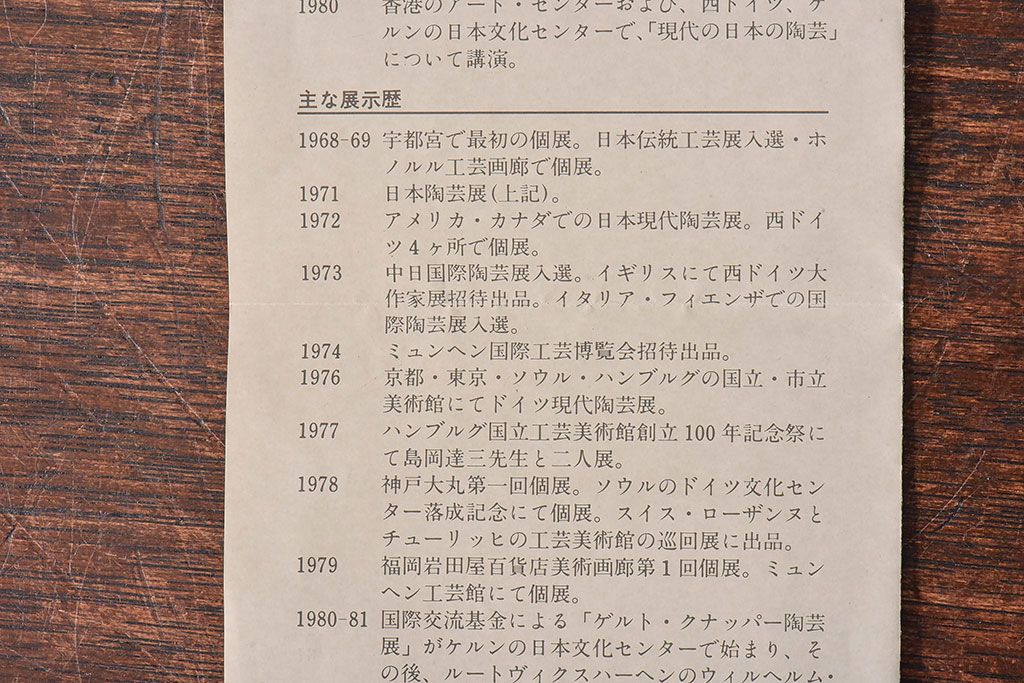 1980 香港のアート・センターおよび、西ドイツ、ケ
ルンの日本文化センターで、「現代の日本の陶芸」
について講演。
主な展示歴
1968-69 宇都宮で最初の個展。日本伝統工芸展入選・ホ
ノルル工芸画廊で個展。
1971 日本陶芸展(上記)。
1972 アメリカ・カナダでの日本現代陶芸展。西ドイ
ツ4ヶ所で個展。
1973 中日国際陶芸展入選。イギリスにて西ドイツ大
作家展招待出品。イタリア・フィエンザでの国
際陶芸展入選。
1974 ミュンヘン国際工芸博覧会招待出品。
1976 京都・東京・ソウル・ハンブルグの国立・市立
美術館にてドイツ現代陶芸展。
1977 ハンブルグ国立工芸美術館創立100年記念祭に
て島岡達三先生と二人展。
1978 神戸大丸第一回個展。ソウルのドイツ文化セン
ター落成記念にて個展。スイス・ローザンヌと
チューリッヒの工芸美術館の巡回展に出品。
1979 福岡岩田屋百貨店美術画廊第1回個展。ミュン
ヘン工芸館にて個展。
1980-81 国際交流基金による「ゲルト・クナッパー陶芸
展」がケルンの日本文化センターで始まり、そ
の後、ルートヴィクスハーヘンのウィルヘルム・